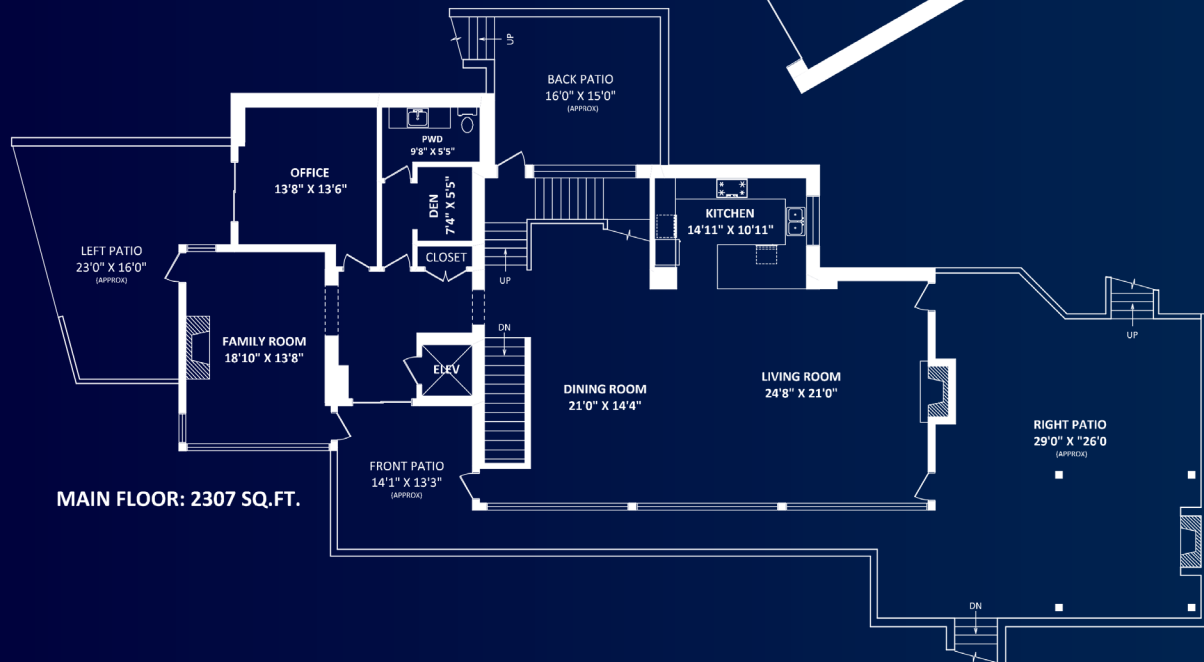 UP
BACK PATIO
16'0" X 15'0"
(APPROX)
PWD
9'8" X 5'5"
OFFICE
13'8" X 13'6"
DEN
7'4" X 5'5"
KITCHEN
14'11" X 10'11"
LEFT PATIO
23'0" X 16'0"
(APPROX)
CLOSET
UP
UP
DN
FAMILY ROOM
18'10" X 13'8"
ELEV
DINING ROOM
21'0" X 14'4"
LIVING ROOM
24'8" X 21'0"
RIGHT PATIO
29'0" X "26'0
(APPROX)
FRONT PATIO
14'1" X 13'3"
(APPROX)
MAIN FLOOR: 2307 SQ.FT.
DN